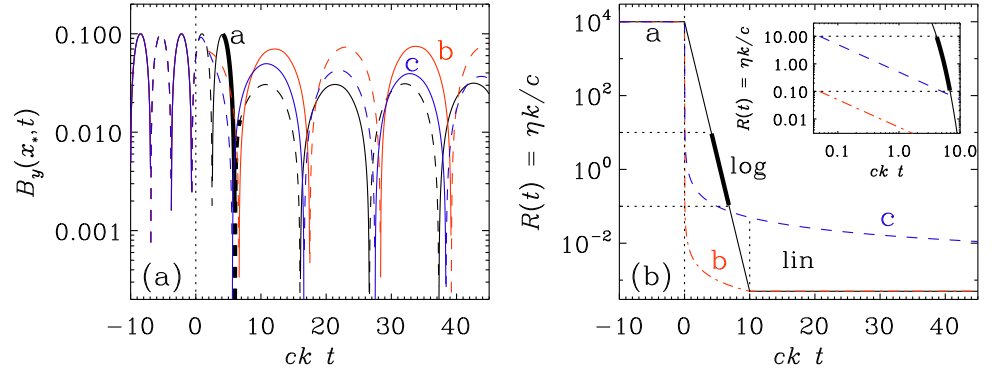 B_y(x_*,t)
0.100
0.010
0.001
a
b
c
(a)
-10 0 10 20 30 40
ck t
R(t) = ηk/c
10^4
10^2
10^0
10^-2
a
log
c
b
lin
(b)
-10 0 10 20 30 40
ck t
R(t) = ηk/c
10.00
1.00
0.10
0.01
0.1 1.0 10.0
ck t